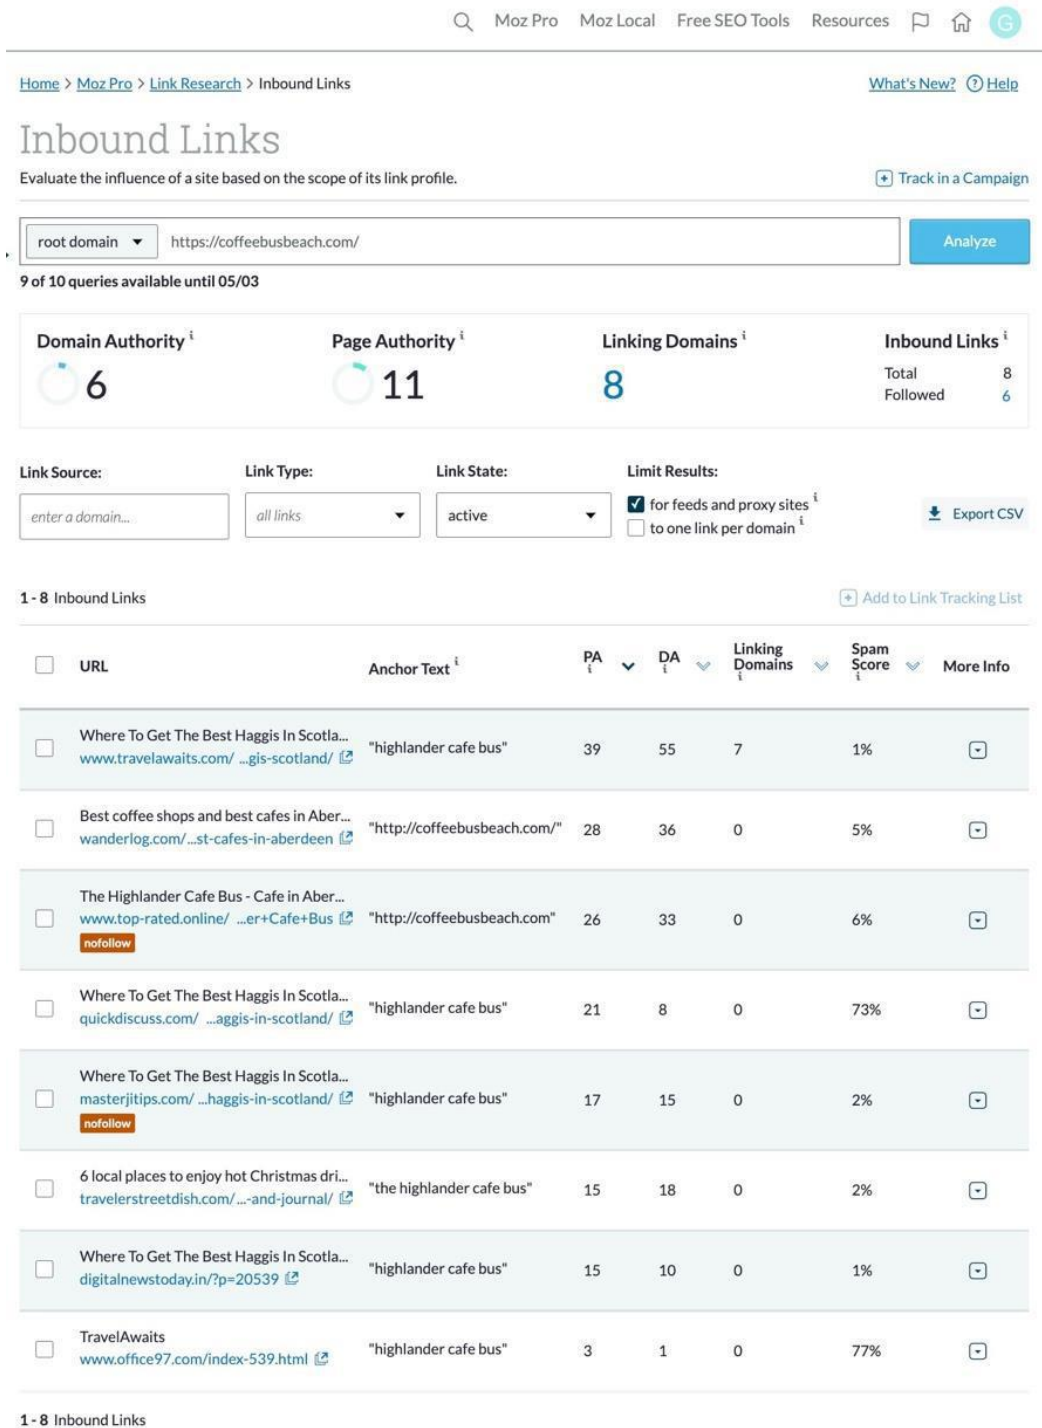 Moz Pro Moz Local Free SEO Tools Resources G
Home > Moz Pro > Link Research > Inbound Links What's New? ? Help
Inbound Links
Evaluate the influence of a site based on the scope of its link profile. + Track in a Campaign
root domain https://coffeebusbeach.com/ Analyze
9 of 10 queries available until 05/03
Domain Authority i Page Authority i Linking Domains i Inbound Links i
6 11 8 Total 8
Followed 6
Link Source: Link Type: Link State: Limit Results:
enter a domain... all links active for feeds and proxy sites i Export CSV
to one link per domain i
1 - 8 Inbound Links + Add to Link Tracking List
URL Anchor Text i PA i DA i Linking Domains i Spam Score i More Info
Where To Get The Best Haggis In Scotla...
www.travelawaits.com/ ...gis-scotland/ "highlander cafe bus" 39 55 7 1%
Best coffee shops and best cafes in Aber...
wanderlog.com/...st-cafes-in-aberdeen "http://coffeebusbeach.com/" 28 36 0 5%
The Highlander Cafe Bus - Cafe in Aber...
www.top-rated.online/ ...er+Cafe+Bus "http://coffeebusbeach.com" 26 33 0 6%
nofollow
Where To Get The Best Haggis In Scotla...
quickdiscuss.com/ ...aggis-in-scotland/ "highlander cafe bus" 21 8 0 73%
Where To Get The Best Haggis In Scotla...
masterjitips.com/ ...haggis-in-scotland/ "highlander cafe bus" 17 15 0 2%
nofollow
6 local places to enjoy hot Christmas dri...
travelerstreetdish.com/...-and-journal/ "the highlander cafe bus" 15 18 0 2%
Where To Get The Best Haggis In Scotla...
digitalnewstoday.in/?p=20539 "highlander cafe bus" 15 10 0 1%
TravelAwaits
www.office97.com/index-539.html "highlander cafe bus" 3 1 0 77%
1 - 8 Inbound Links